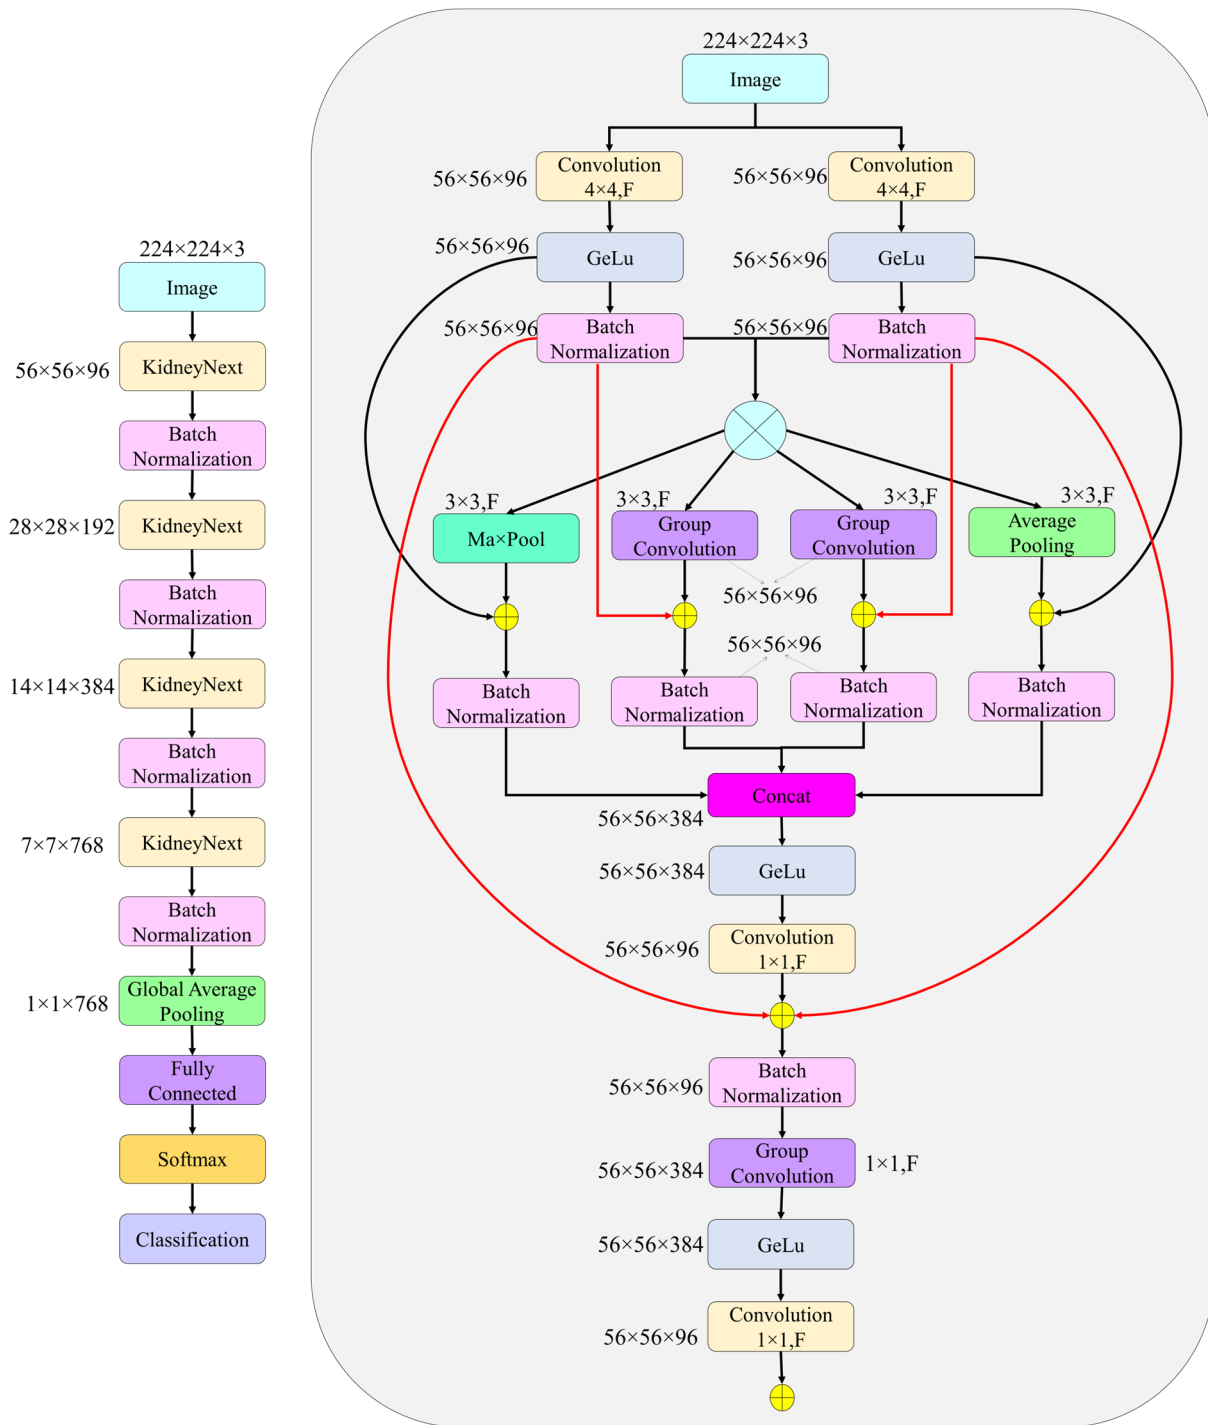 224×224×3
Image
56×56×96
KidneyNext
Batch
Normalization
28×28×192
KidneyNext
Batch
Normalization
14×14×384
KidneyNext
Batch
Normalization
7×7×768
KidneyNext
Batch
Normalization
1×1×768
Global Average
Pooling
Fully
Connected
Softmax
Classification
224×224×3
Image
56×56×96
Convolution
4×4,F
56×56×96
Convolution
4×4,F
56×56×96
GeLu
56×56×96
GeLu
56×56×96
Batch
Normalization
56×56×96
Batch
Normalization
3×3,F
Ma×Pool
3×3,F
Group
Convolution
3×3,F
Group
Convolution
3×3,F
Average
Pooling
56×56×96
56×56×96
Batch
Normalization
Batch
Normalization
Batch
Normalization
Batch
Normalization
Concat
56×56×384
56×56×384
GeLu
56×56×96
Convolution
1×1,F
56×56×96
Batch
Normalization
56×56×384
Group
Convolution
1×1,F
56×56×384
GeLu
56×56×96
Convolution
1×1,F